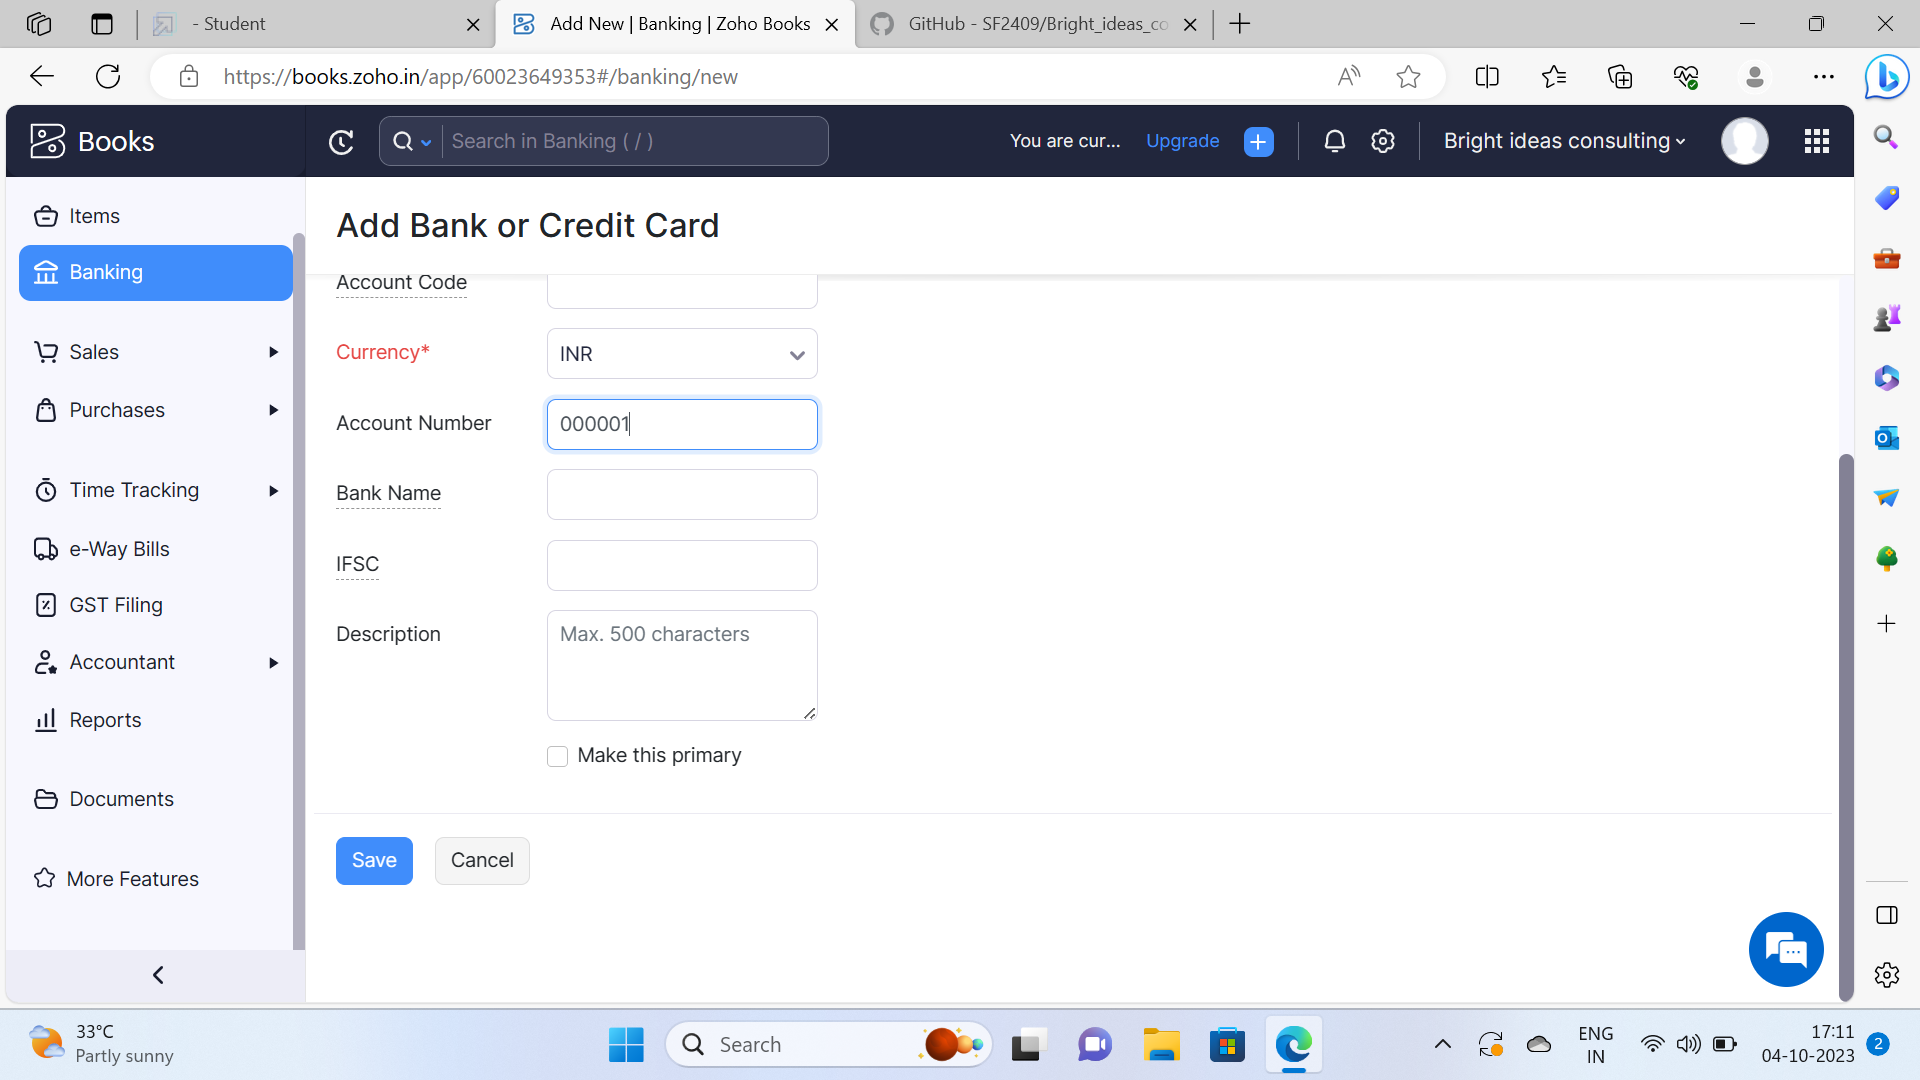 - Student
Add New | Banking | Zoho Books
GitHub - SF2409/Bright_ideas_co
https://books.zoho.in/app/60023649353#/banking/new
Books
Search in Banking ( / )
You are cur...
Upgrade
Bright ideas consulting
Items
Banking
Sales
Purchases
Time Tracking
e-Way Bills
GST Filing
Accountant
Reports
Documents
More Features
Add Bank or Credit Card
Account Code
Currency*
INR
Account Number
000001
Bank Name
IFSC
Description
Max. 500 characters
Make this primary
Save
Cancel
33°C
Partly sunny
Search
ENG
IN
17:11
04-10-2023
2